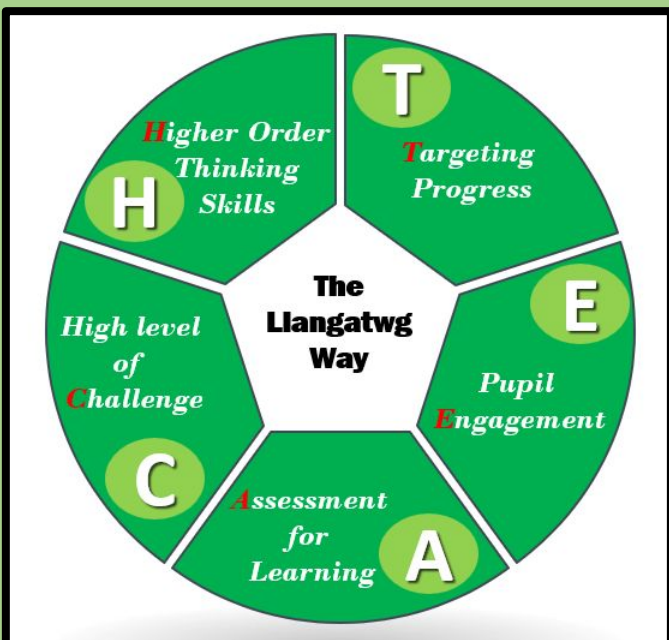 T
Targeting
Progress
E
Pupil
Engagement
Assessment
for
Learning
A
High level
of
Challenge
C
Higher Order
Thinking
Skills
H
The
Llangatwg
Way